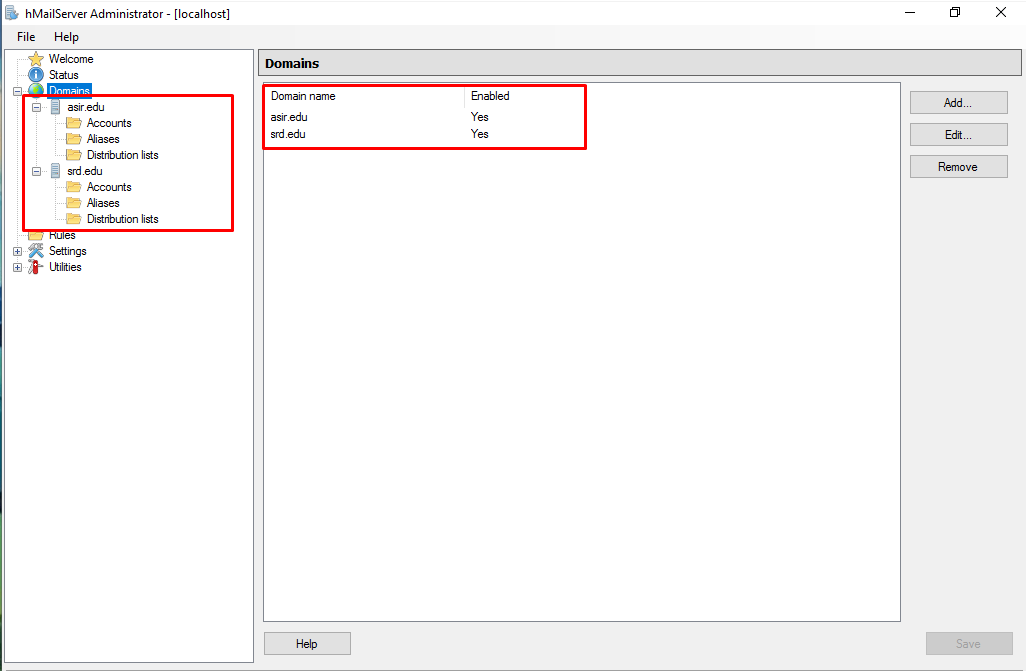 hMailServer Administrator - [localhost]
File Help
Welcome
Status
Domains
asir.edu
Accounts
Aliases
Distribution lists
srd.edu
Accounts
Aliases
Distribution lists
Rules
Settings
Utilities
Domains
Domain name Enabled
asir.edu Yes
srd.edu Yes
Add...
Edit...
Remove
Help
Save